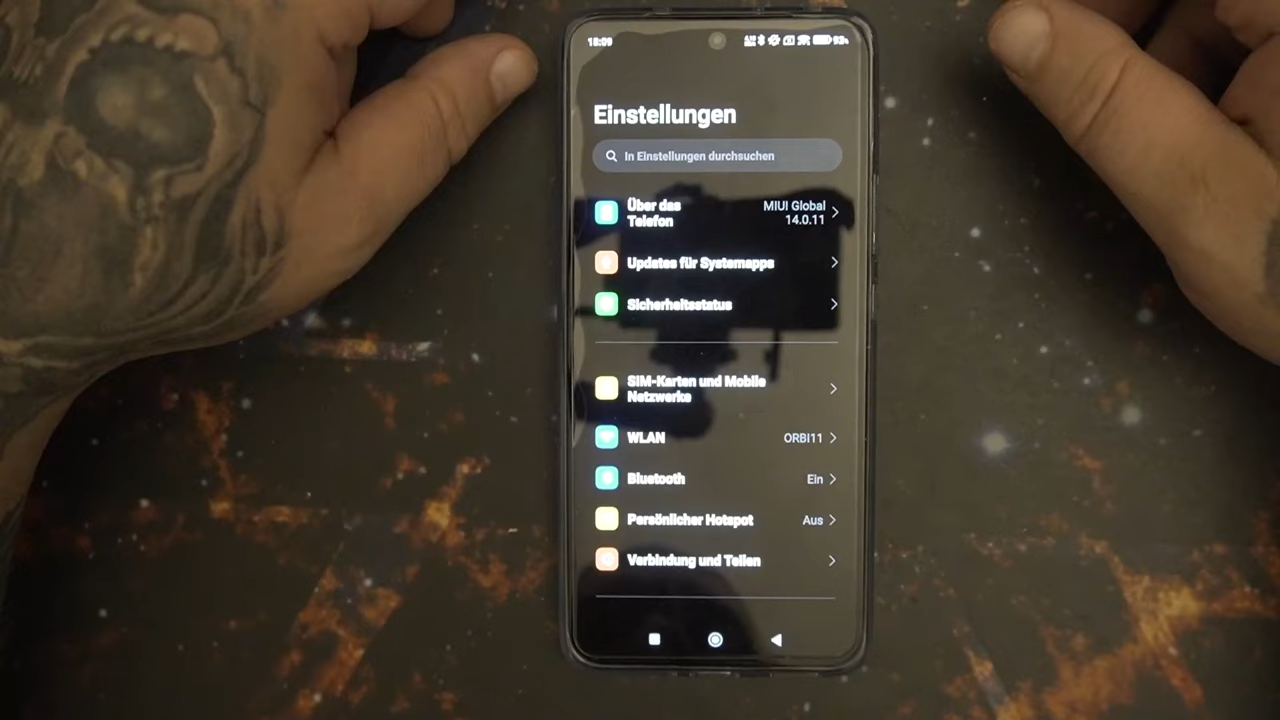 18:09
93%
Einstellungen
In Einstellungen durchsuchen
Über das
Telefon
MIUI Global
14.0.11
Updates für Systemapps
Sicherheitsstatus
SIM-Karten und Mobile
Netzwerke
WLAN
ORBI11
Bluetooth
Ein
Persönlicher Hotspot
Aus
Verbindung und Teilen